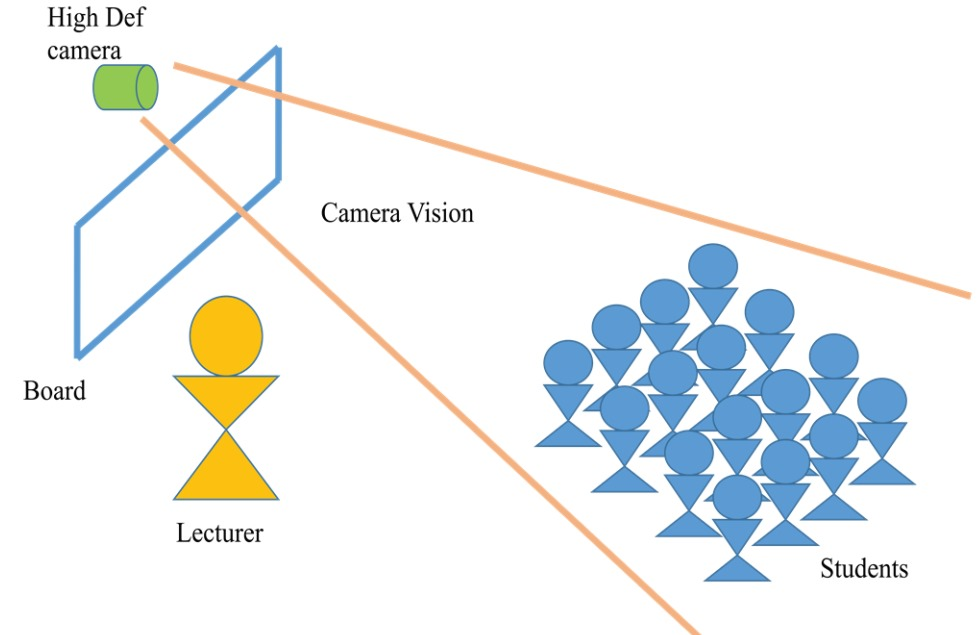 High Def
camera
Camera Vision
Board
Lecturer
Students